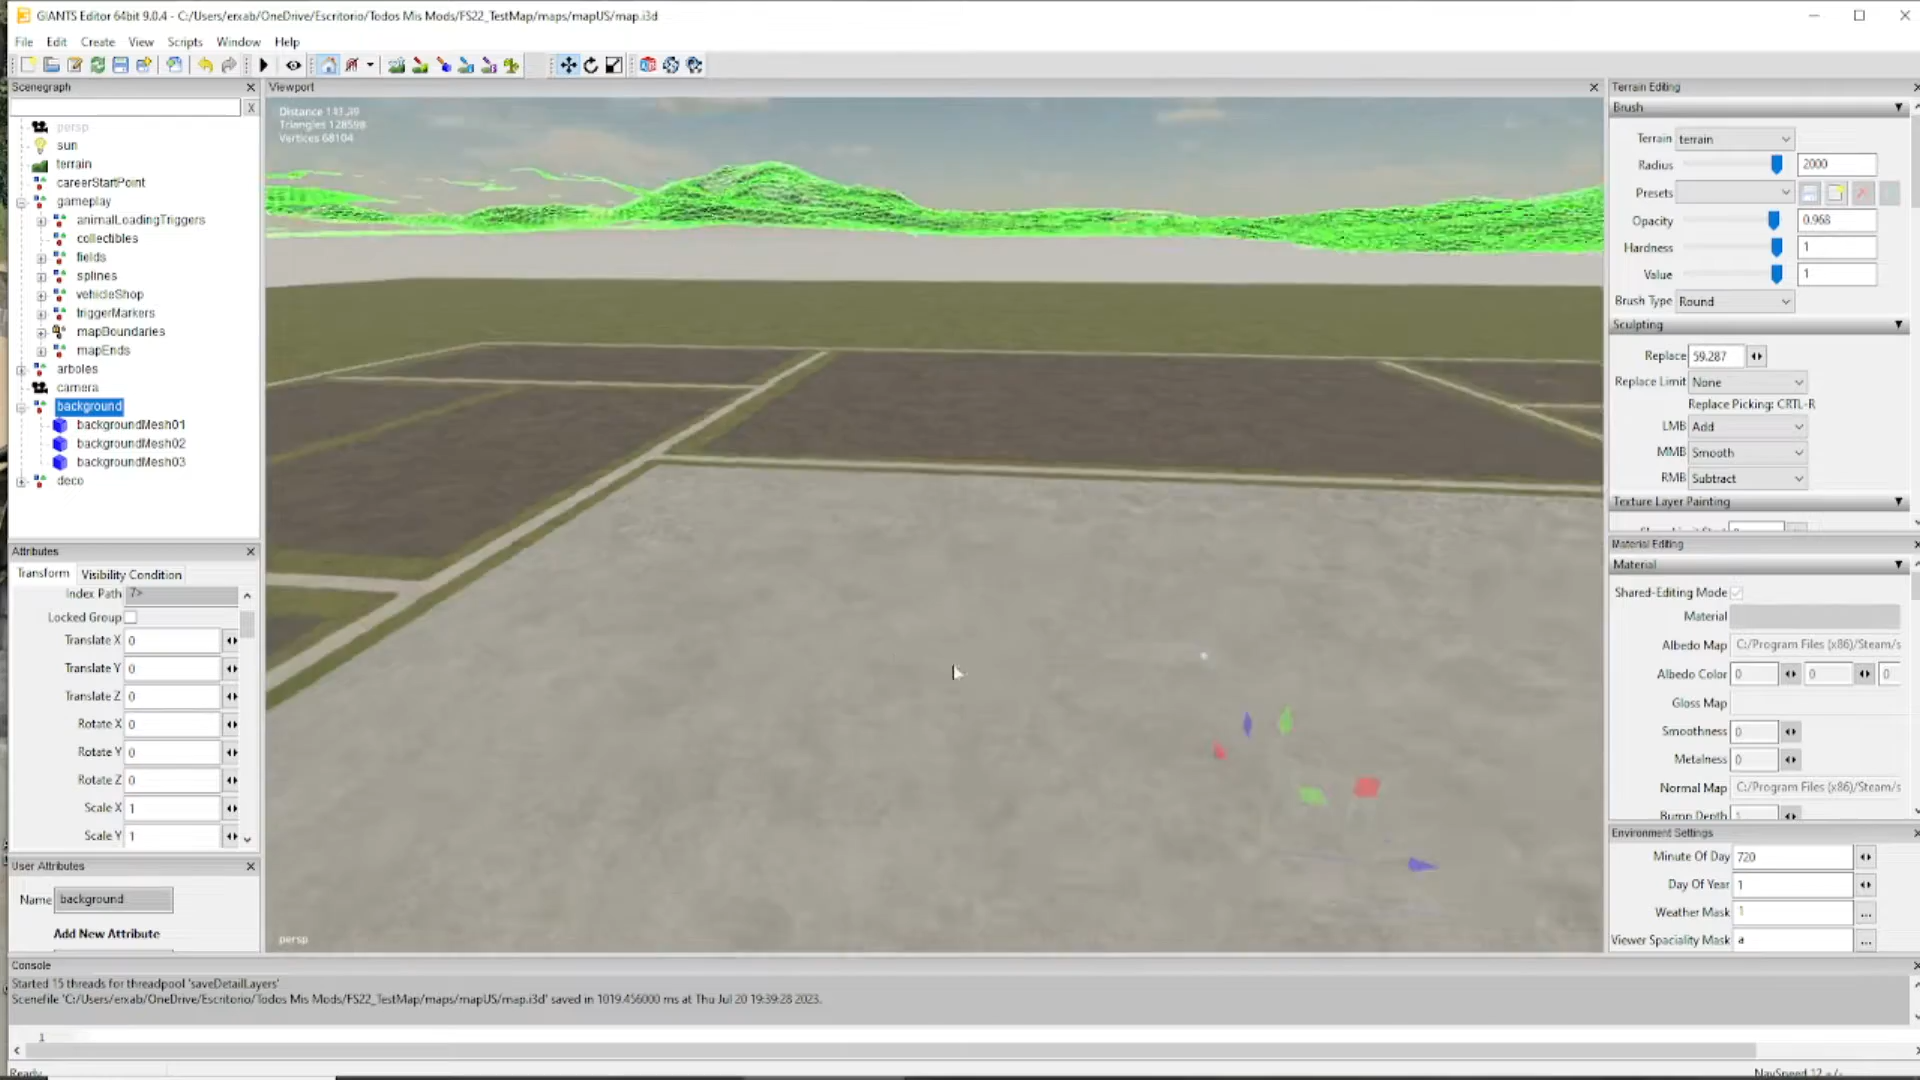 GIANTS Editor 64bit 9.0.4 - C:/Users/erxab/OneDrive/Escritorio/Todos Mis Mods/FS22_TestMap/maps/mapUS/map.i3d
File Edit Create View Scripts Window Help
Scenegraph
X
persp
sun
terrain
careerStartPoint
gameplay
animalLoadingTriggers
collectibles
fields
splines
vehicleShop
triggerMarkers
mapBoundaries
mapEnds
arboles
camera
background
backgroundMesh01
backgroundMesh02
backgroundMesh03
deco
Attributes
Transform Visibility Condition
Index Path 7>
Locked Group
Translate X 0
Translate Y 0
Translate Z 0
Rotate X 0
Rotate Y 0
Rotate Z 0
Scale X 1
Scale Y 1
User Attributes
Name background
Add New Attribute
Viewport
Distance 141.39
Triangles 128598
Vertices 68104
persp
Terrain Editing
Brush
Terrain terrain
Radius 2000
Presets
Opacity 0.968
Hardness 1
Value 1
Brush Type Round
Sculpting
Replace 59.287
Replace Limit None
Replace Picking: CRTL-R
LMB Add
MMB Smooth
RMB Subtract
Texture Layer Painting
Material Editing
Material
Shared-Editing Mode
Material
Albedo Map C:/Program Files (x86)/Steam/s
Albedo Color 0 0 0
Gloss Map
Smoothness 0
Metalness 0
Normal Map C:/Program Files (x86)/Steam/s
Bump Depth 1
Environment Settings
Minute Of Day 720
Day Of Year 1
Weather Mask 1
Viewer Spaciality Mask a
Console
Started 15 threads for threadpool 'saveDetailLayers'
Scenefile 'C:/Users/erxab/OneDrive/Escritorio/Todos Mis Mods/FS22_TestMap/maps/mapUS/map.i3d' saved in 1019.456000 ms at Thu Jul 20 19:39:28 2023.
1
Ready
NavSpeed 12 +/-